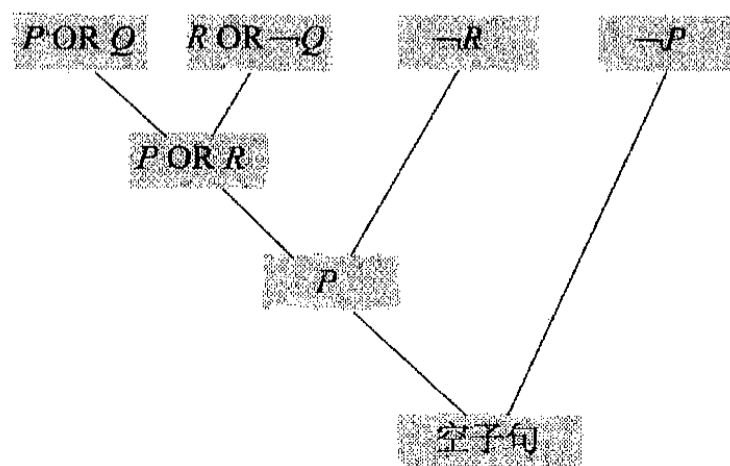 P OR Q R OR ¬Q ¬R ¬P
P OR R
P
空子句